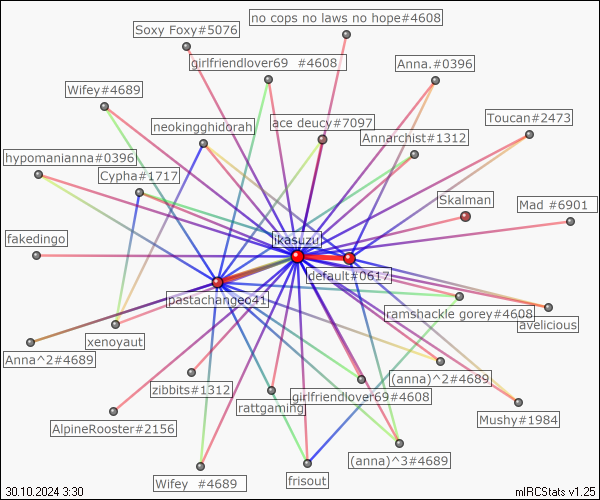 no cops no laws no hope#4608
Soxy Foxy#5076
girlfriendlover69 #4608
Anna.#0396
Wifey#4689
Toucan#2473
neokingghidorah
ace deucy#7097
Annarchist#1312
hypomanianna#0396
Cypha#1717
Skalman
Mad #6901
fakedingo
ikasuzu
default#0617
pastachangeo41
ramshackle gorey#4608
avelicious
xenoyaut
Anna^2#4689
(anna)^2#4689
zibbits#1312
girlfriendlover69#4608
rattgaming
Mushy#1984
AlpineRooster#2156
(anna)^3#4689
Wifey #4689
frisout
30.10.2024 3:30
mIRCStats v1.25